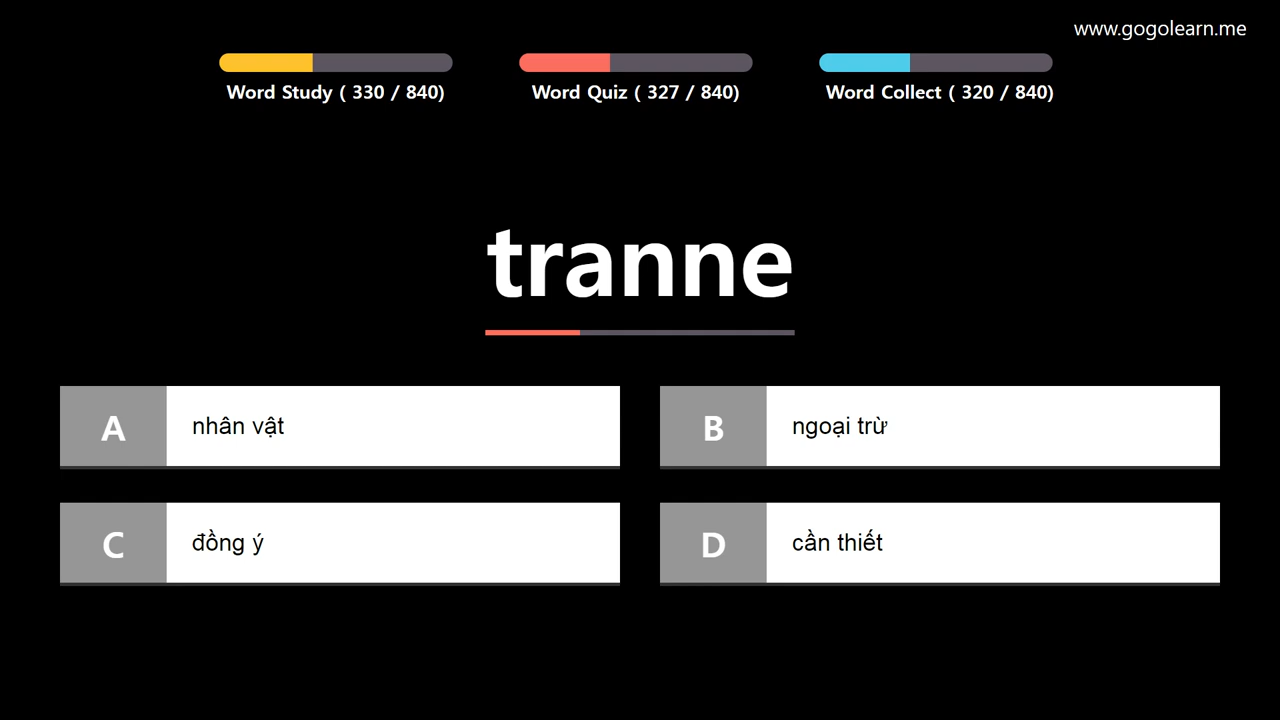 www.gogolearn.me
Word Study ( 330 / 840)
Word Quiz ( 327 / 840)
Word Collect ( 320 / 840)
tranne
A nhân vật
B ngoại trừ
C đồng ý
D cần thiết